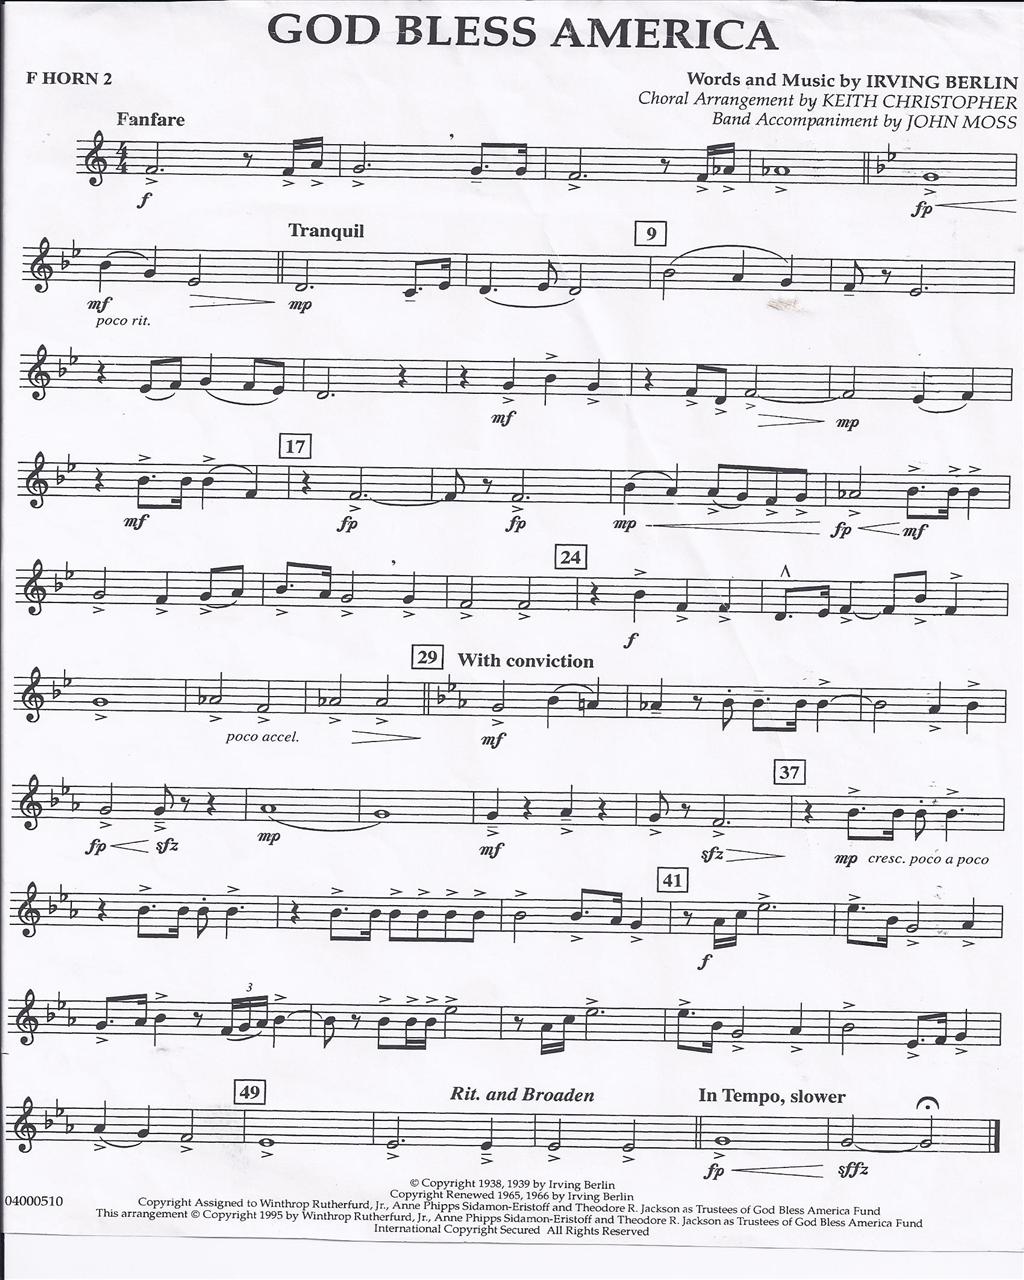 GOD BLESS AMERICA
F HORN 2
Words and Music by IRVING BERLIN
Choral Arrangement by KEITH CHRISTOPHER
Band Accompaniment by JOHN MOSS
Fanfare
f
fp
Tranquil
9
mf
mp
poco rit.
mf
mp
17
mf
fp
fp
mp
fp
mf
24
f
29 With conviction
poco accel.
mf
37
fp
sfz
mp
mf
sfz
mp cresc. poco a poco
41
f
3
49
Rit. and Broaden
In Tempo, slower
fp
sffz
© Copyright 1938, 1939 by Irving Berlin
Copyright Renewed 1965, 1966 by Irving Berlin
04000510
Copyright Assigned to Winthrop Rutherfurd, Jr., Anne Phipps Sidamon-Eristoff and Theodore R. Jackson as Trustees of God Bless America Fund
This arrangement © Copyright 1995 by Winthrop Rutherfurd, Jr., Anne Phipps Sidamon-Eristoff and Theodore R. Jackson as Trustees of God Bless America Fund
International Copyright Secured All Rights Reserved